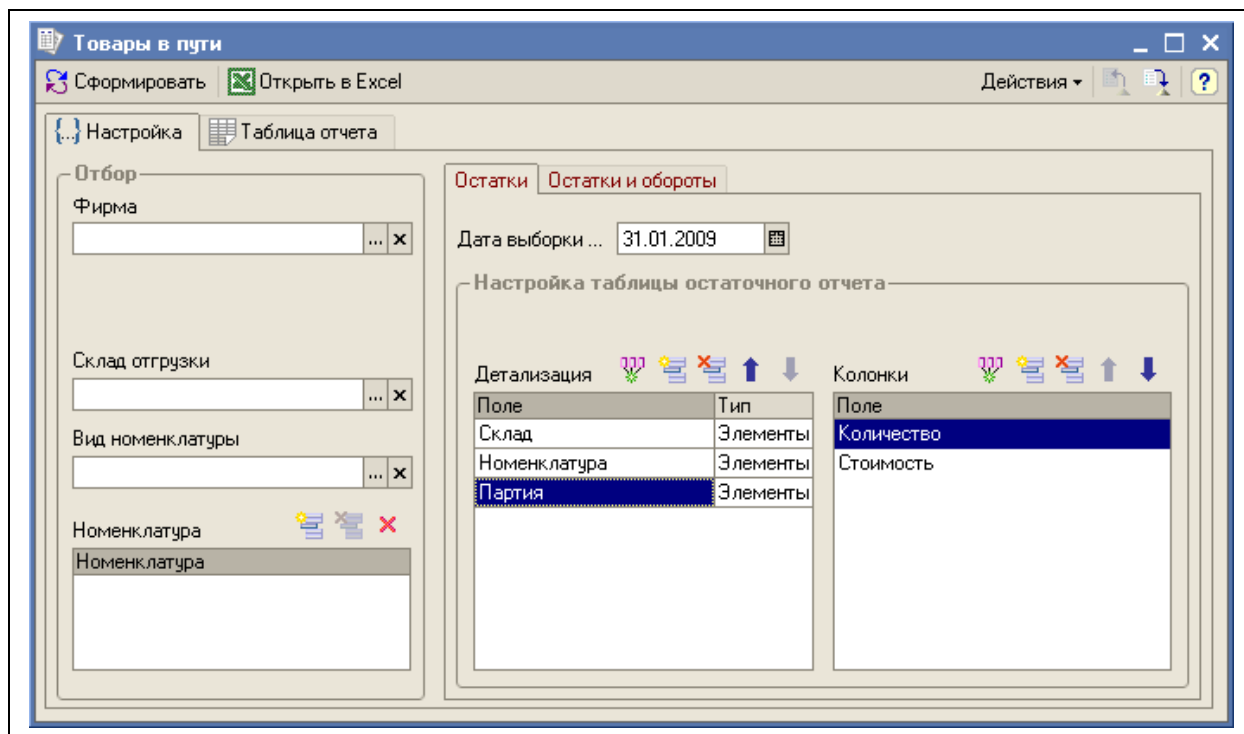 Товары в пути
Сформировать Открыть в Excel Действия
{...} Настройка Таблица отчета
Отбор
Фирма
... x
Склад отгрузки
... x
Вид номенклатуры
... x
Номенклатура
Номенклатура
Остатки Остатки и обороты
Дата выборки ... 31.01.2009
Настройка таблицы остаточного отчета
Детализация
Поле Тип
Склад Элементы
Номенклатура Элементы
Партия Элементы
Колонки
Поле
Количество
Стоимость